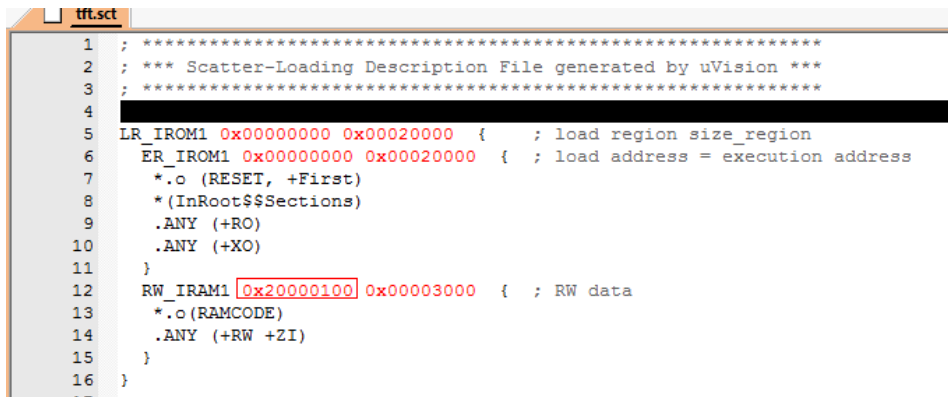 tft.sct
1 ; *************************************************************
2 ; *** Scatter-Loading Description File generated by uVision ***
3 ; *************************************************************
4
5 LR_IROM1 0x00000000 0x00020000  {    ; load region size_region
6   ER_IROM1 0x00000000 0x00020000  {  ; load address = execution address
7    *.o (RESET, +First)
8    *(InRoot$$Sections)
9    .ANY (+RO)
10    .ANY (+XO)
11   }
12   RW_IRAM1 0x20000100 0x00003000  {  ; RW data
13    *.o(RAMCODE)
14    .ANY (+RW +ZI)
15   }
16 }